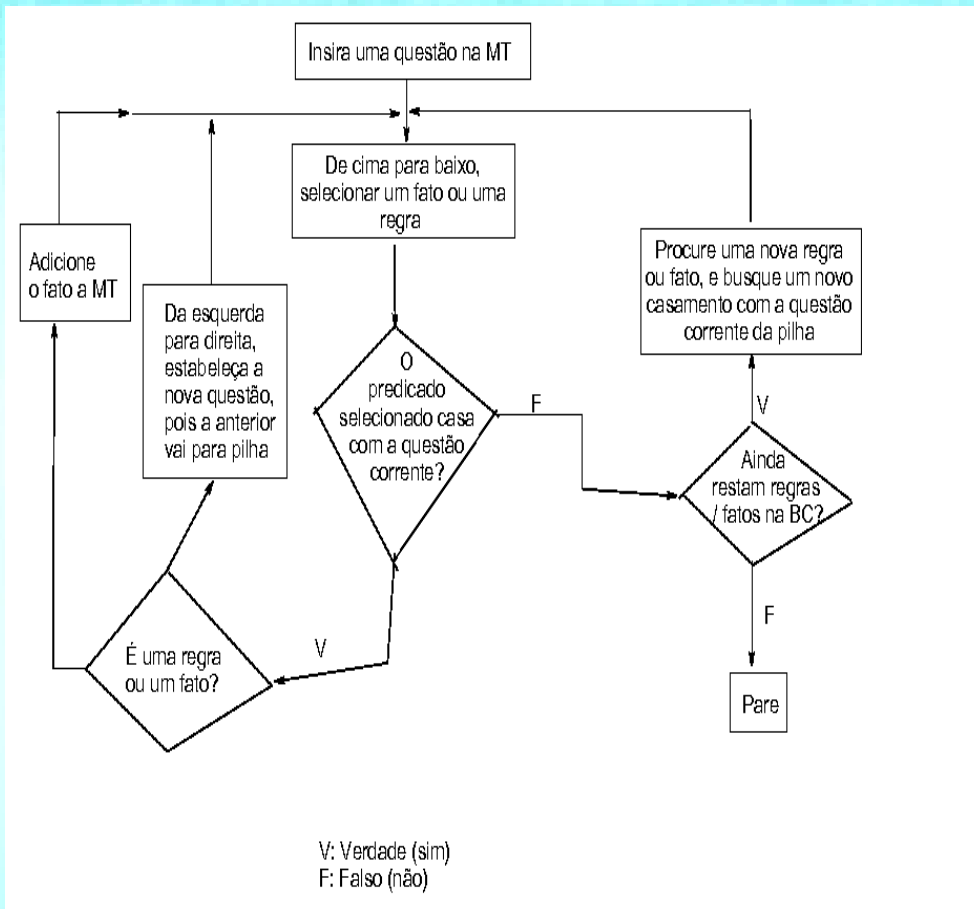 Insira uma questão na MT
De cima para baixo,
selecionar um fato ou uma
regra
Adicione
o fato a MT
Da esquerda
para direita,
estabeleça a
nova questão,
pois a anterior
vai para pilha
O
predicado
selecionado casa
com a questão
corrente?
F
Procure uma nova regra
ou fato, e busque um novo
casamento com a questão
corrente da pilha
V
Ainda
restam regras
/ fatos na BC?
F
Pare
V
É uma regra
ou um fato?
V: Verdade (sim)
F: Falso (não)